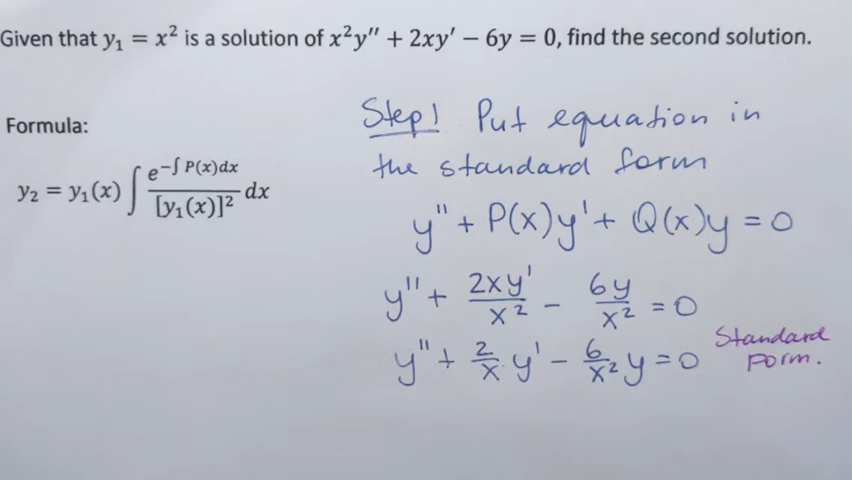 Given that y₁ = x² is a solution of x²y'' + 2xy' − 6y = 0, find the second solution.
Formula:
y₂ = y₁(x) ∫ e^(−∫ P(x)dx) / [y₁(x)]² dx
Step 1 Put equation in
the standard form
y'' + P(x)y' + Q(x)y = 0
y'' + 2xy'/x² − 6y/x² = 0
y'' + 2/x y' − 6/x² y = 0
Standard
Form.